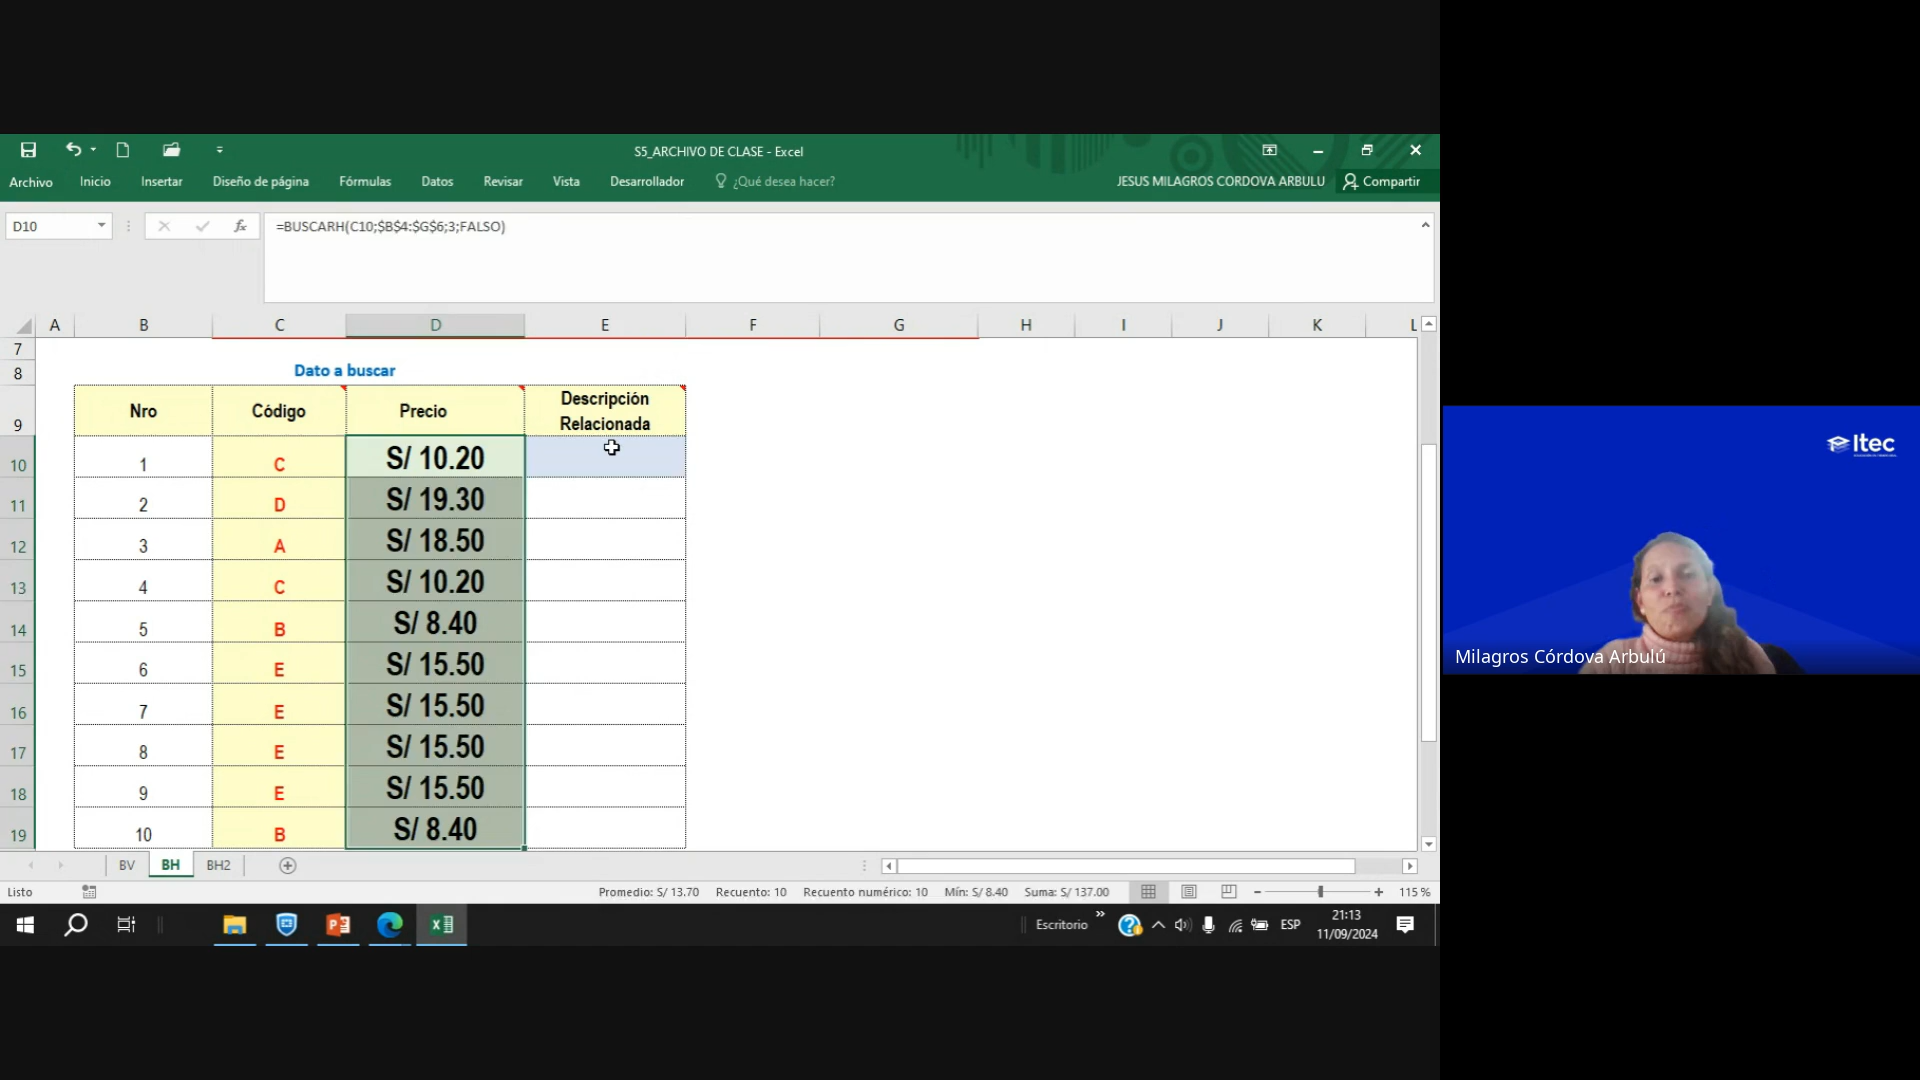 S5_ARCHIVO DE CLASE - Excel
Archivo Inicio Insertar Diseño de página Fórmulas Datos Revisar Vista Desarrollador ¿Qué desea hacer? JESUS MILAGROS CORDOVA ARBULU Compartir
D10 fx =BUSCARH(C10;$B$4:$G$6;3;FALSO)
A B C D E F G H I J K L
7
8 Dato a buscar
9 Nro Código Precio Descripción Relacionada
10 1 C S/ 10.20
11 2 D S/ 19.30
12 3 A S/ 18.50
13 4 C S/ 10.20
14 5 B S/ 8.40
15 6 E S/ 15.50
16 7 E S/ 15.50
17 8 E S/ 15.50
18 9 E S/ 15.50
19 10 B S/ 8.40
BV BH BH2
Listo Promedio: S/ 13.70 Recuento: 10 Recuento numérico: 10 Mín: S/ 8.40 Suma: S/ 137.00 115 %
Escritorio ESP 21:13
11/09/2024
Itec
Milagros Córdova Arbulú